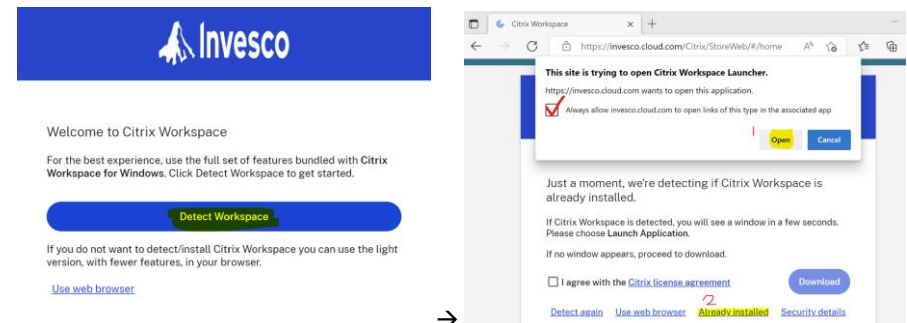 Invesco
Welcome to Citrix Workspace
For the best experience, use the full set of features bundled with Citrix
Workspace for Windows. Click Detect Workspace to get started.
Detect Workspace
If you do not want to detect/install Citrix Workspace you can use the light
version, with fewer features, in your browser.
Use web browser
→
Citrix Workspace
https://invesco.cloud.com/Citrix/StoreWeb/#/home
This site is trying to open Citrix Workspace Launcher.
https://invesco.cloud.com wants to open this application.
Always allow invesco.cloud.com to open links of this type in the associated app
1
Open Cancel
Just a moment, we're detecting if Citrix Workspace is
already installed.
If Citrix Workspace is detected, you will see a window in a few seconds.
Please choose Launch Application.
If no window appears, proceed to download.
I agree with the Citrix license agreement Download
2
Detect again Use web browser Already installed Security details